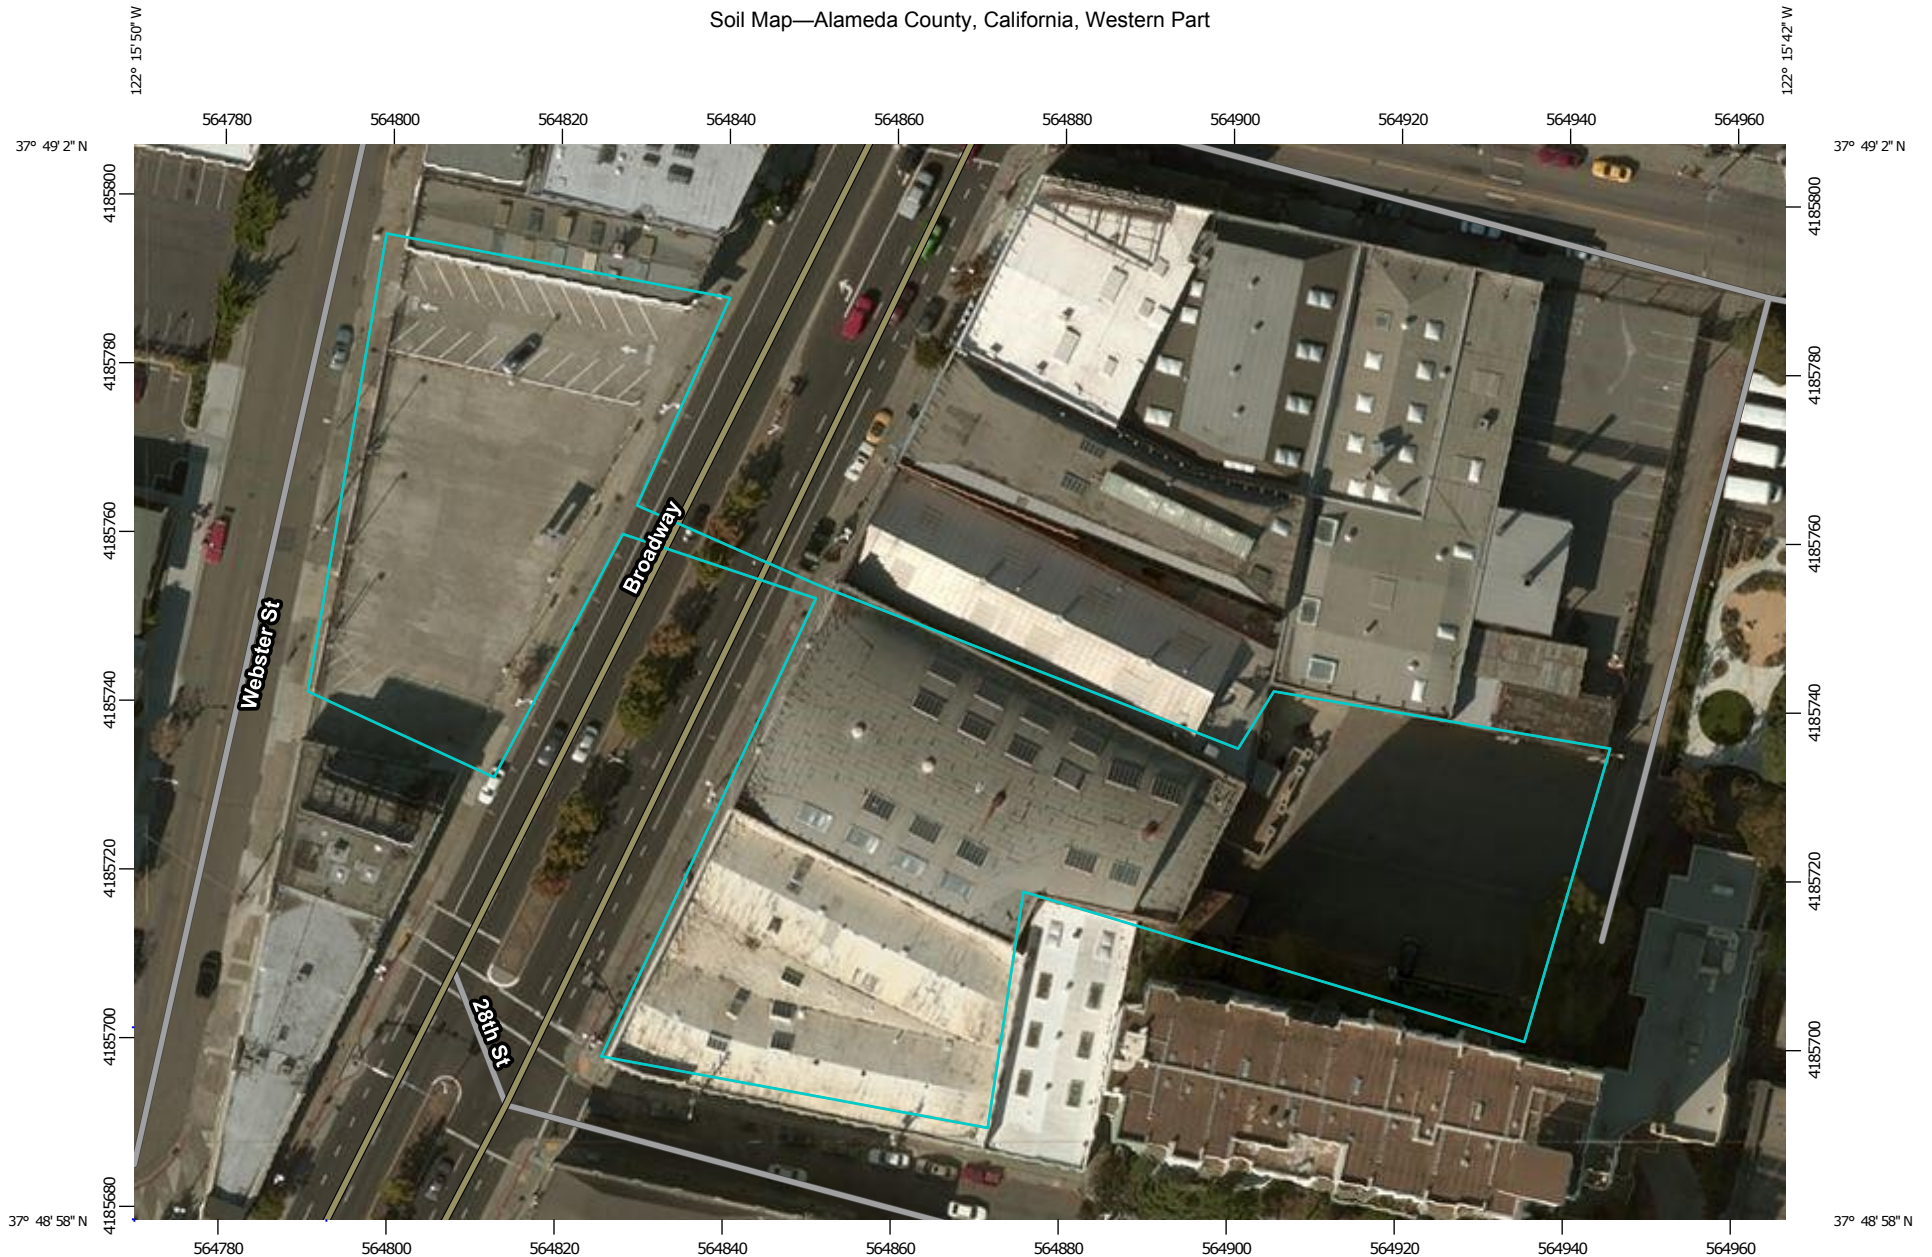 Soil Map—Alameda County, California, Western Part
122° 15' 50'' W
122° 15' 42'' W
564780 564800 564820 564840 564860 564880 564900 564920 564940 564960
37° 49' 2'' N
37° 49' 2'' N
4185800
4185800
4185780
4185780
4185760
4185760
Broadway
Webster St
4185740
4185740
4185720
4185720
28th St
4185700
4185700
4185680
37° 48' 58'' N
37° 48' 58'' N
564780 564800 564820 564840 564860 564880 564900 564920 564940 564960